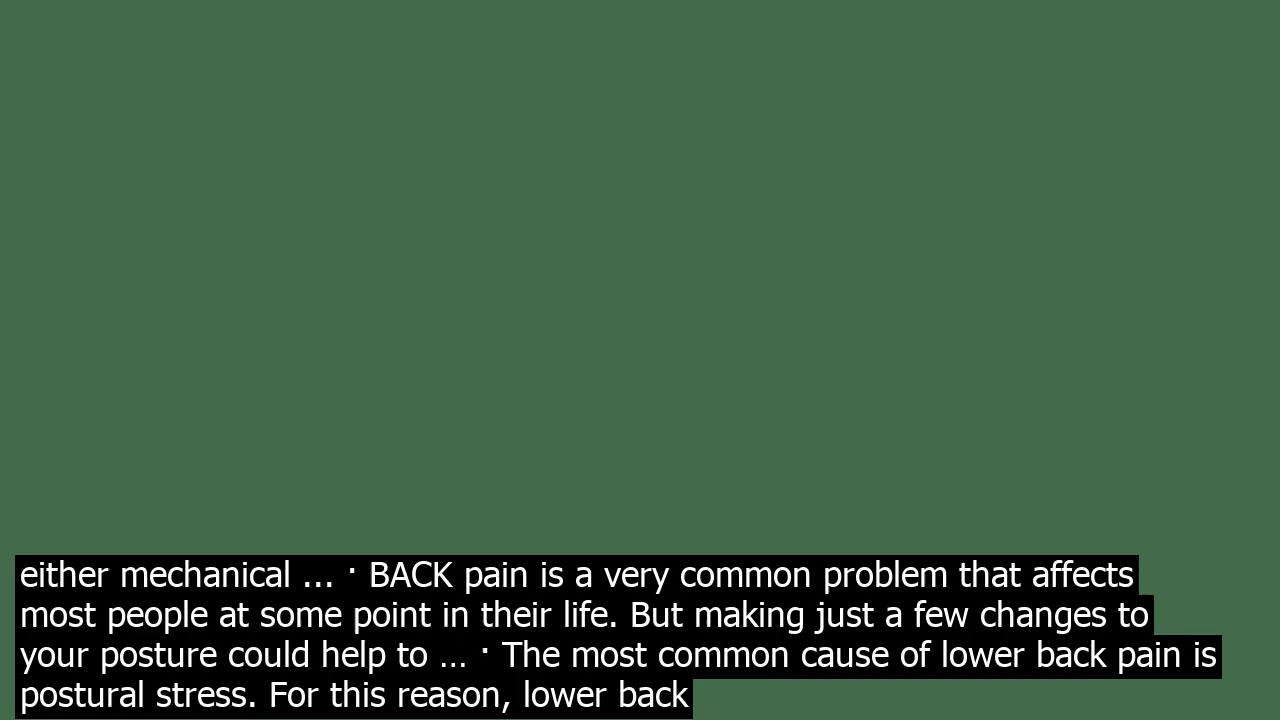 either mechanical ... · BACK pain is a very common problem that affects
most people at some point in their life. But making just a few changes to
your posture could help to ... · The most common cause of lower back pain is
postural stress. For this reason, lower back